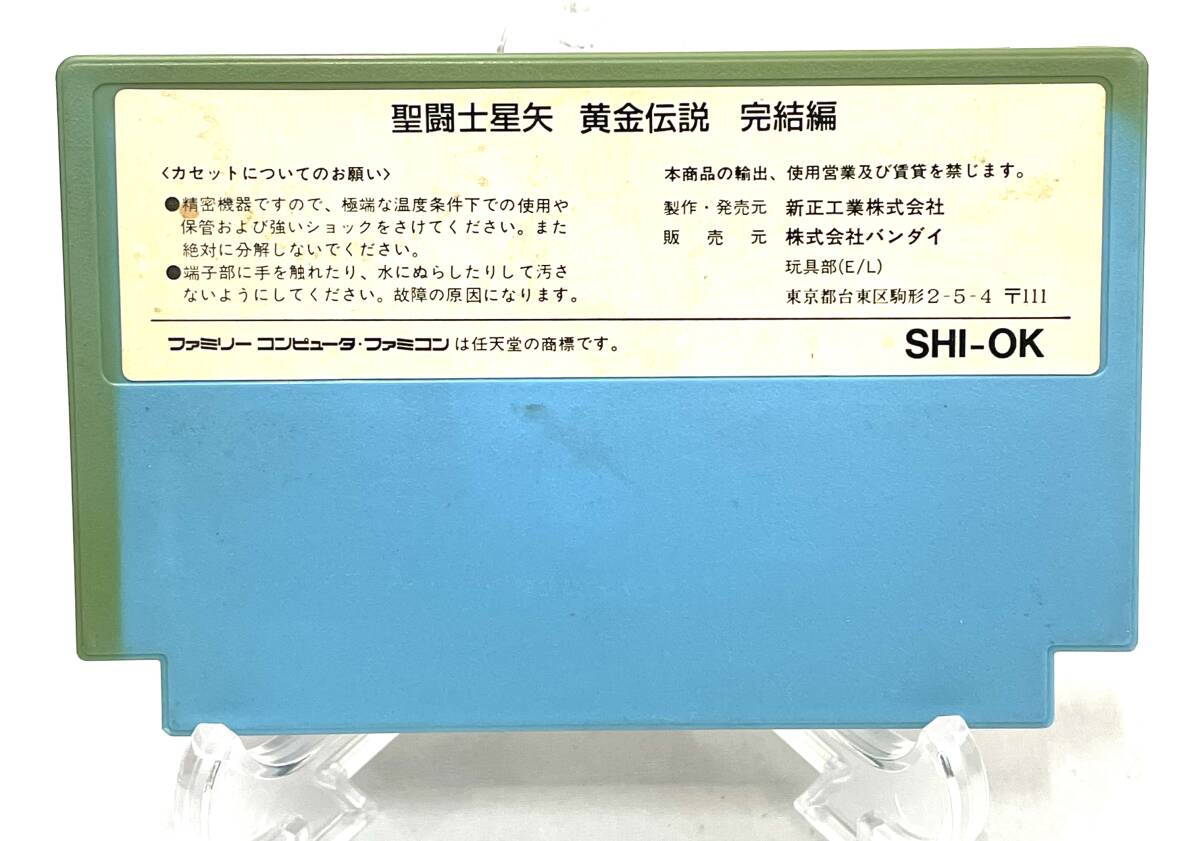 聖闘士星矢 黄金伝説 完結編
〈カセットについてのお願い〉
●精密機器ですので、極端な温度条件下での使用や
保管および強いショックをさけてください。また
絶対に分解しないでください。
●端子部に手を触れたり、水にぬらしたりして汚さ
ないようにしてください。故障の原因になります。
本商品の輸出、使用営業及び賃貸を禁じます。
製作・発売元 新正工業株式会社
販売元 株式会社バンダイ
玩具部(E/L)
東京都台東区駒形2-5-4 〒111
ファミリーコンピュータ・ファミコンは任天堂の商標です。
SHI-OK